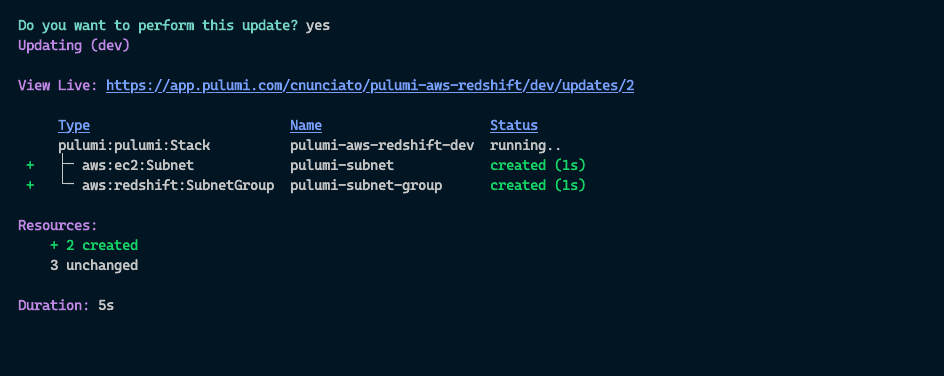 Do you want to perform this update? yes
Updating (dev)
View Live: https://app.pulumi.com/cnunciato/pulumi-aws-redshift/dev/updates/2
Type Name Status
pulumi:pulumi:Stack pulumi-aws-redshift-dev running..
+ ├─ aws:ec2:Subnet pulumi-subnet created (1s)
+ └─ aws:redshift:SubnetGroup pulumi-subnet-group created (1s)
Resources:
+ 2 created
3 unchanged
Duration: 5s